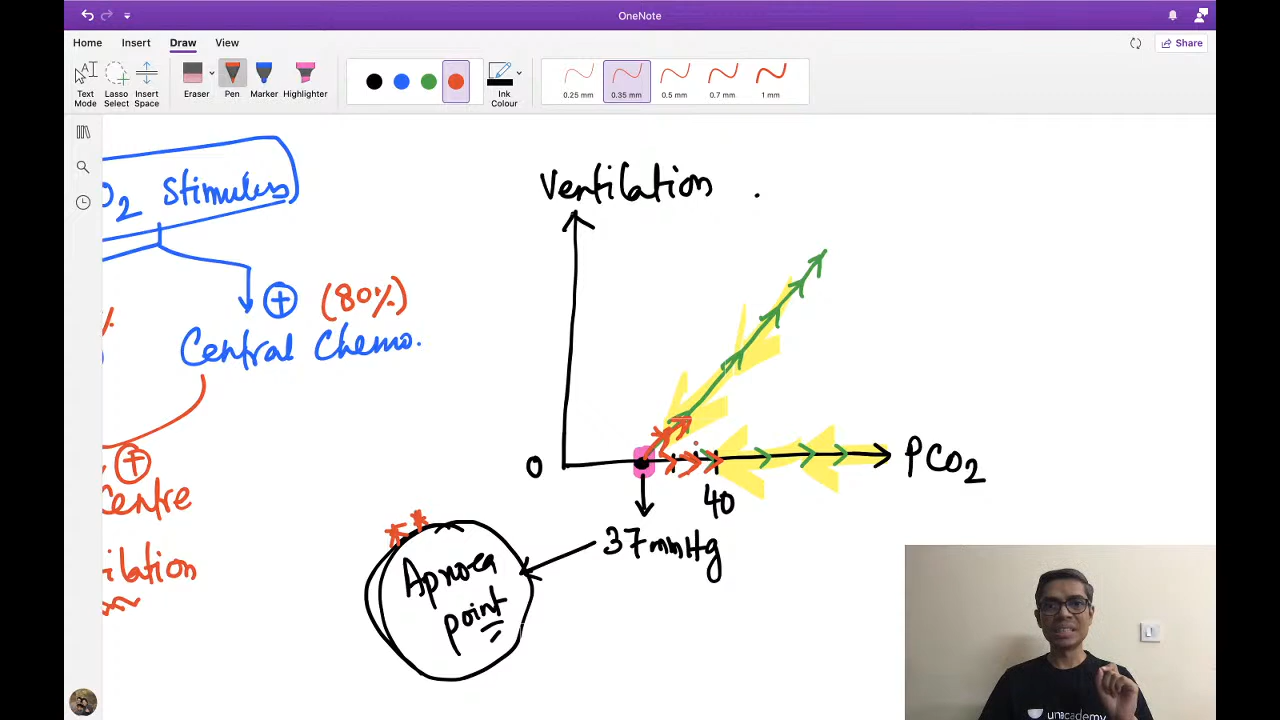 OneNote
Home Insert Draw View
Share
Text Mode
Lasso Select
Insert Space
Eraser
Pen
Marker
Highlighter
0.25 mm
0.35 mm
0.5 mm
0.7 mm
1 mm
Ink Colour
O2 Stimulus
+ (80%)
Central Chemo.
%
+
Centre
ilation
Ventilation .
0
PCO2
40
37mmHg
Apnoea
point
unacademy